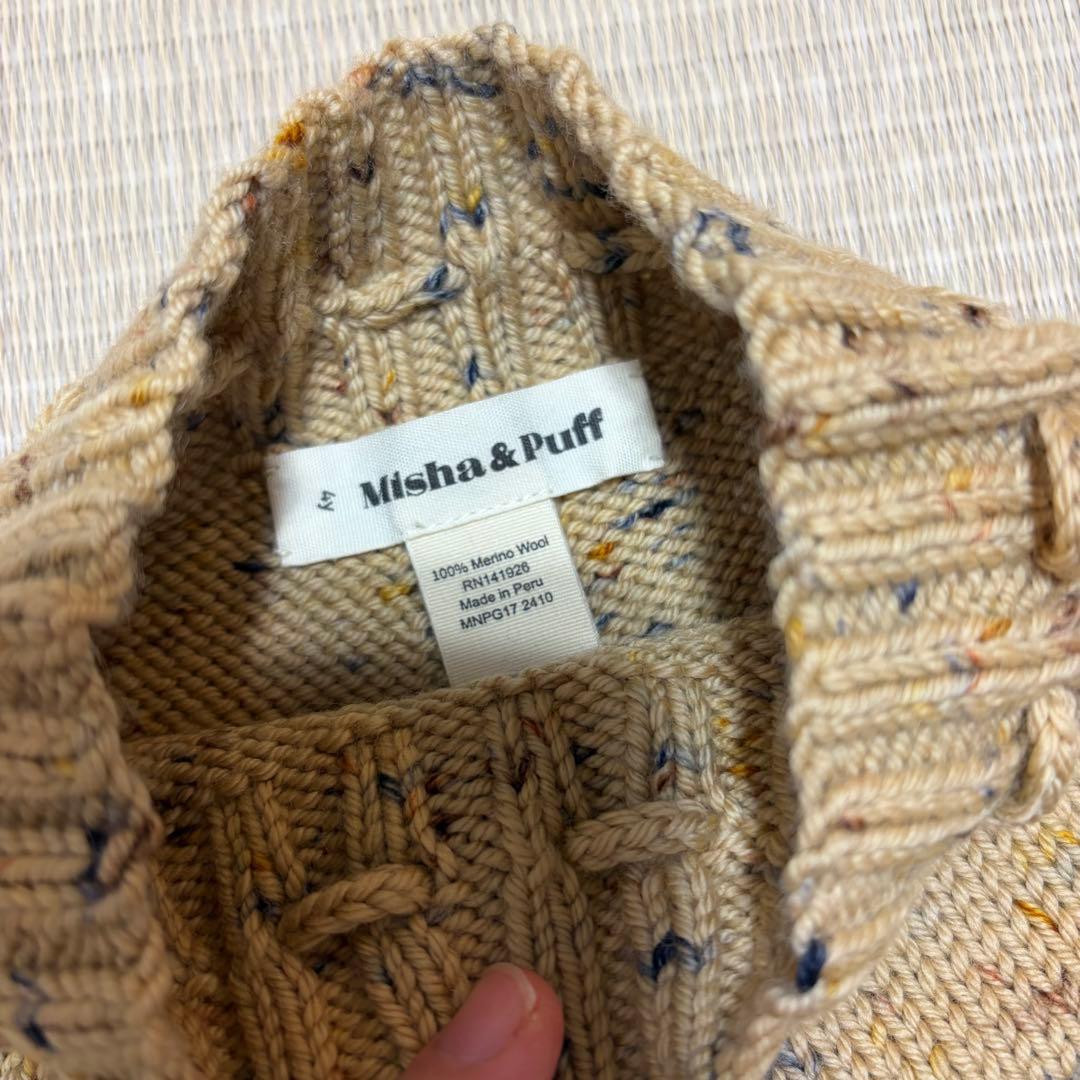 Misha & Puff
4y
100% Merino Wool
RN141926
Made in Peru
MNPG17 2410